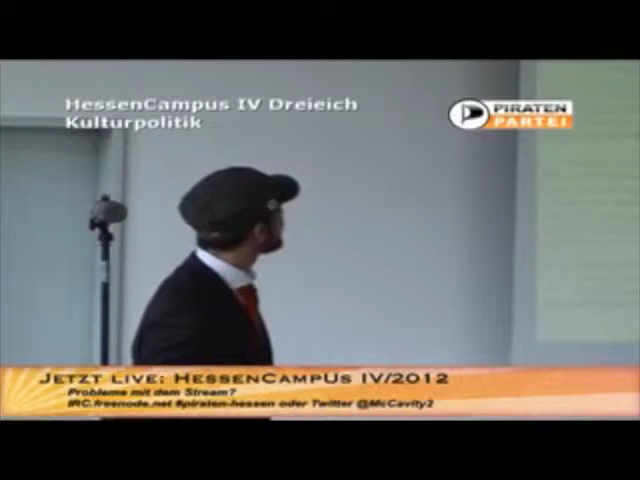 HessenCampus IV Dreieich
Kulturpolitik
PIRATEN
PARTEI
JETZT LIVE: HESSENCAMPUS IV/2012
Probleme mit dem Stream?
IRC.freenode.net #piraten-hessen oder Twitter @McCavity2